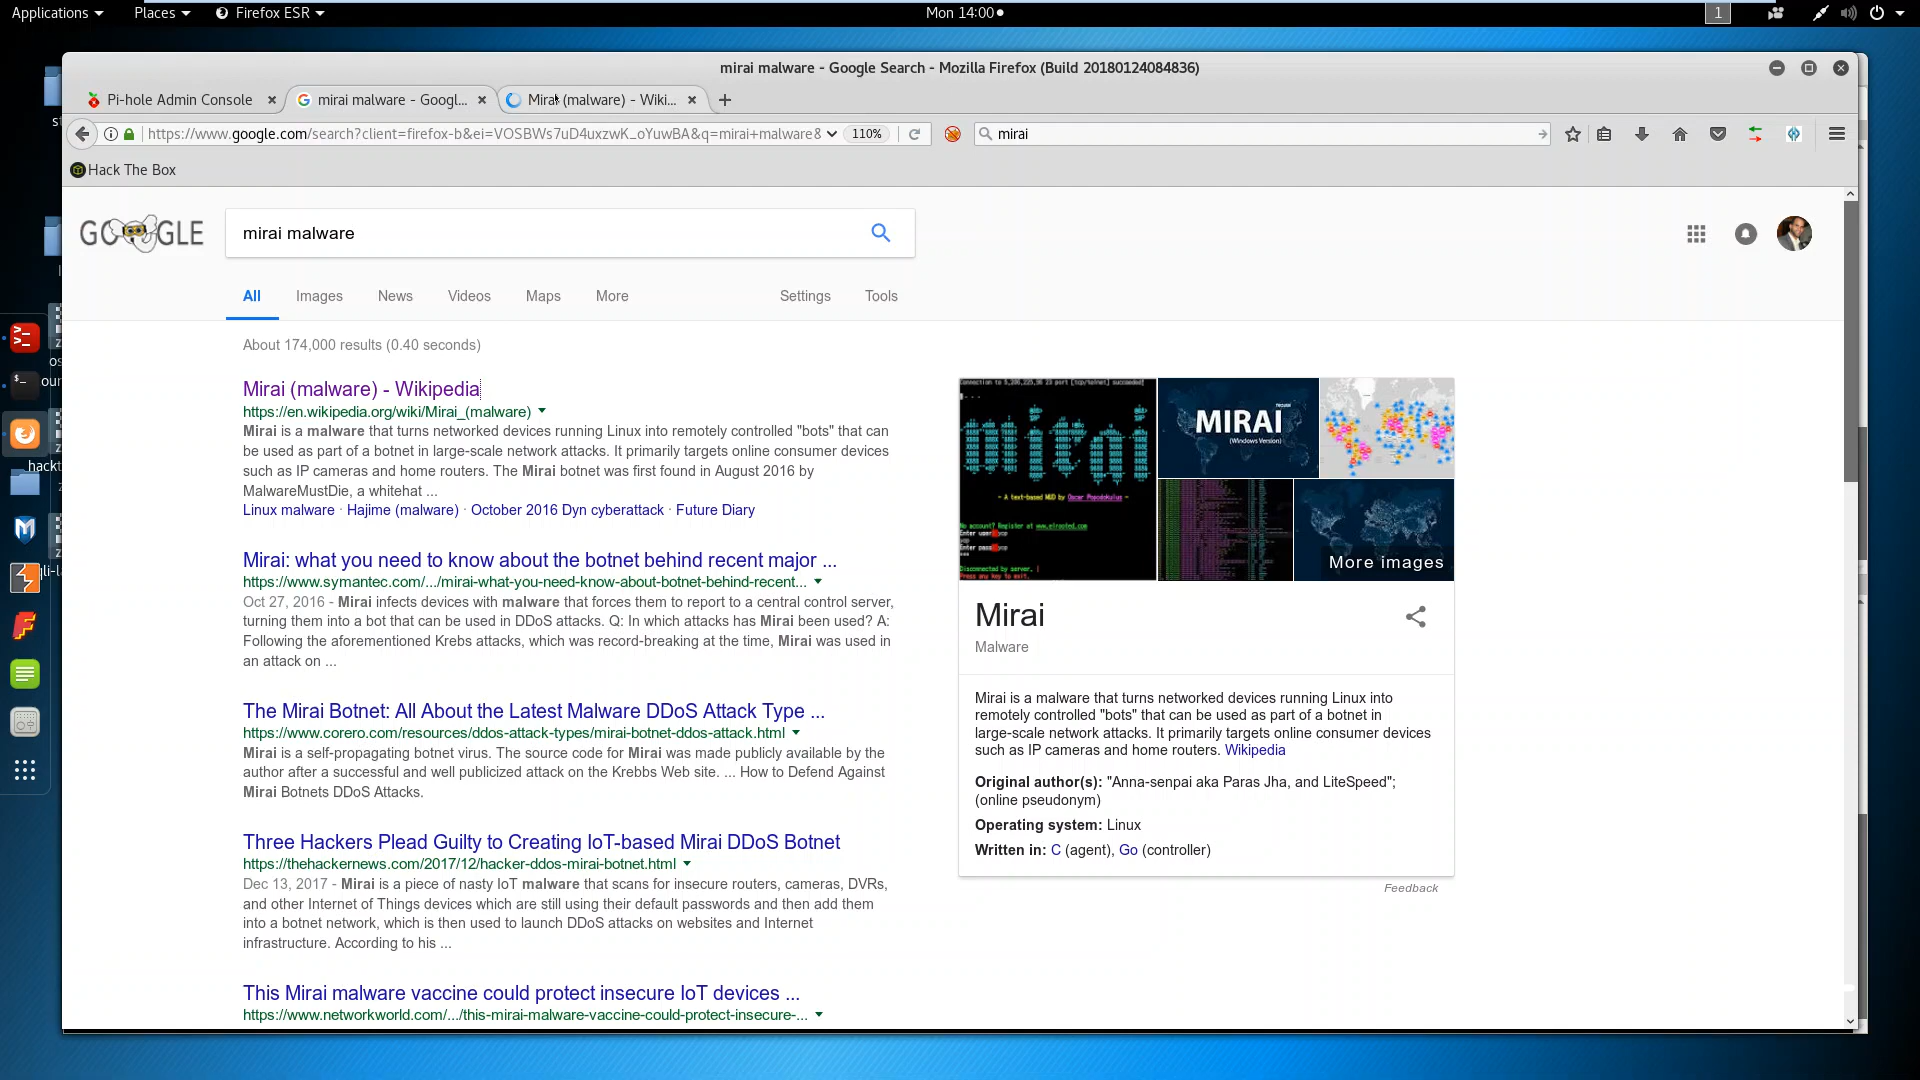 Applications Places Firefox ESR Mon 14:00 1
mirai malware - Google Search - Mozilla Firefox (Build 20180124084836)
Pi-hole Admin Console mirai malware - Googl... Mirai (malware) - Wiki...
https://www.google.com/search?client=firefox-b&ei=VOSBWs7uD4uxzwK_oYuwBA&q=mirai+malware& 110% mirai
Hack The Box
GOOGLE mirai malware
All Images News Videos Maps More Settings Tools
About 174,000 results (0.40 seconds)
Mirai (malware) - Wikipedia
https://en.wikipedia.org/wiki/Mirai_(malware)
Mirai is a malware that turns networked devices running Linux into remotely controlled "bots" that can
be used as part of a botnet in large-scale network attacks. It primarily targets online consumer devices
such as IP cameras and home routers. The Mirai botnet was first found in August 2016 by
MalwareMustDie, a whitehat ...
Linux malware · Hajime (malware) · October 2016 Dyn cyberattack · Future Diary
Mirai: what you need to know about the botnet behind recent major ...
https://www.symantec.com/.../mirai-what-you-need-know-about-botnet-behind-recent...
Oct 27, 2016 - Mirai infects devices with malware that forces them to report to a central control server,
turning them into a bot that can be used in DDoS attacks. Q: In which attacks has Mirai been used? A:
Following the aforementioned Krebs attacks, which was record-breaking at the time, Mirai was used in
an attack on ...
The Mirai Botnet: All About the Latest Malware DDoS Attack Type ...
https://www.corero.com/resources/ddos-attack-types/mirai-botnet-ddos-attack.html
Mirai is a self-propagating botnet virus. The source code for Mirai was made publicly available by the
author after a successful and well publicized attack on the Krebbs Web site. ... How to Defend Against
Mirai Botnets DDoS Attacks.
Three Hackers Plead Guilty to Creating IoT-based Mirai DDoS Botnet
https://thehackernews.com/2017/12/hacker-ddos-mirai-botnet.html
Dec 13, 2017 - Mirai is a piece of nasty IoT malware that scans for insecure routers, cameras, DVRs,
and other Internet of Things devices which are still using their default passwords and then add them
into a botnet network, which is then used to launch DDoS attacks on websites and Internet
infrastructure. According to his ...
This Mirai malware vaccine could protect insecure IoT devices ...
https://www.networkworld.com/.../this-mirai-malware-vaccine-could-protect-insecure-...
MIRAI
(Windows Version)
~ A text-based MUD by Oscar Popodokulus ~
More images
Mirai
Malware
Mirai is a malware that turns networked devices running Linux into
remotely controlled "bots" that can be used as part of a botnet in
large-scale network attacks. It primarily targets online consumer devices
such as IP cameras and home routers. Wikipedia
Original author(s): "Anna-senpai aka Paras Jha, and LiteSpeed";
(online pseudonym)
Operating system: Linux
Written in: C (agent), Go (controller)
Feedback